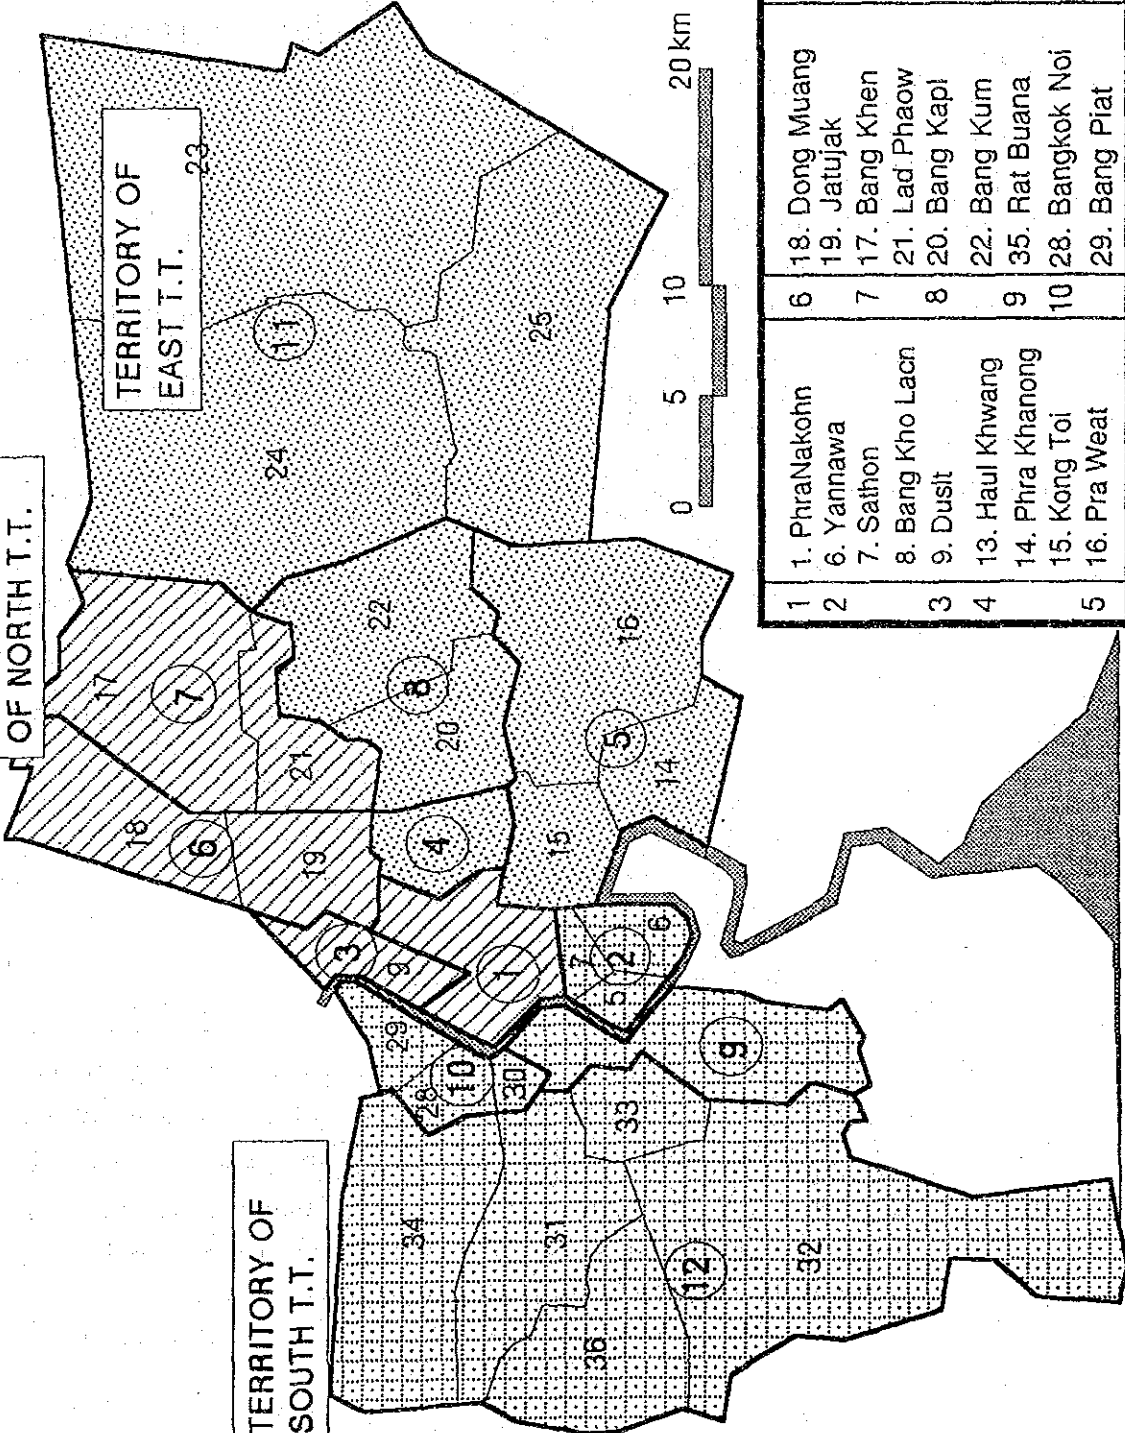 OF NORTH T.T.
TERRITORY OF
EAST T.T.
TERRITORY OF
SOUTH T.T.
23
24
11
25
17
7
18
6
21
19
22
8
20
4
16
5
14
15
3
9
1
7
2
6
5
29
10
28
30
9
33
34
31
12
32
36
0 5 10 20 km
1 1. PhraNakohn
2 6. Yannawa
7. Sathon
8. Bang Kho Lacn
3 9. Dusit
4 13. Haul Khwang
14. Phra Khanong
15. Kong Toi
5 16. Pra Weat
6 18. Dong Muang
19. Jatujak
7 17. Bang Khen
21. Lad Phaow
8 20. Bang Kapi
22. Bang Kum
9 35. Rat Buana
10 28. Bangkok Noi
29. Bang Plat